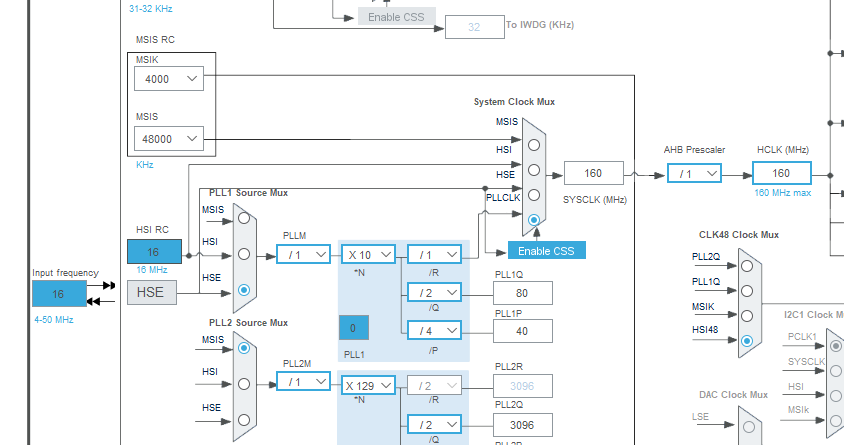 31-32 KHz
Enable CSS
32
To IWDG (KHz)
MSIS RC
MSIK
4000
MSIS
48000
KHz
System Clock Mux
MSIS
HSI
HSE
PLLCLK
160
SYSCLK (MHz)
AHB Prescaler
/ 1
HCLK (MHz)
160
160 MHz max
Enable CSS
PLL1 Source Mux
MSIS
HSI
HSE
HSI RC
16
16 MHz
HSE
Input frequency
16
4-50 MHz
PLLM
/ 1
X 10
*N
/ 1
/R
/ 2
/Q
/ 4
/P
0
PLL1
PLL1Q
80
PLL1P
40
PLL2 Source Mux
MSIS
HSI
HSE
PLL2M
/ 1
X 129
*N
/ 2
/R
/ 2
/Q
PLL2R
3096
PLL2Q
3096
CLK48 Clock Mux
PLL2Q
PLL1Q
MSIK
HSI48
I2C1 Clock M
PCLK1
SYSCLK
HSI
MSIk
DAC Clock Mux
LSE